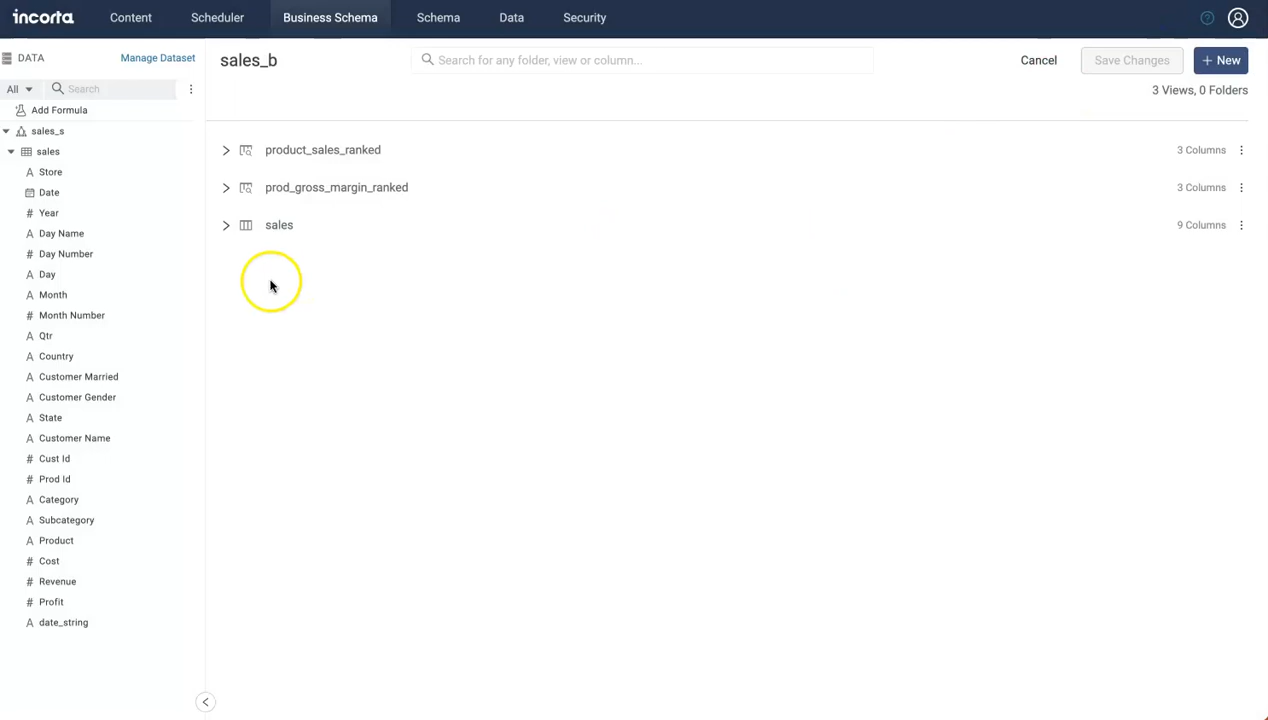 incorta Content Scheduler Business Schema Schema Data Security
DATA Manage Dataset
sales_b
Search for any folder, view or column...
Cancel Save Changes + New
3 Views, 0 Folders
All Search
Add Formula
sales_s
sales
A Store
Date
# Year
A Day Name
# Day Number
A Day
A Month
# Month Number
A Qtr
A Country
A Customer Married
A Customer Gender
A State
A Customer Name
# Cust Id
# Prod Id
A Category
A Subcategory
A Product
# Cost
# Revenue
# Profit
A date_string
product_sales_ranked 3 Columns
prod_gross_margin_ranked 3 Columns
sales 9 Columns